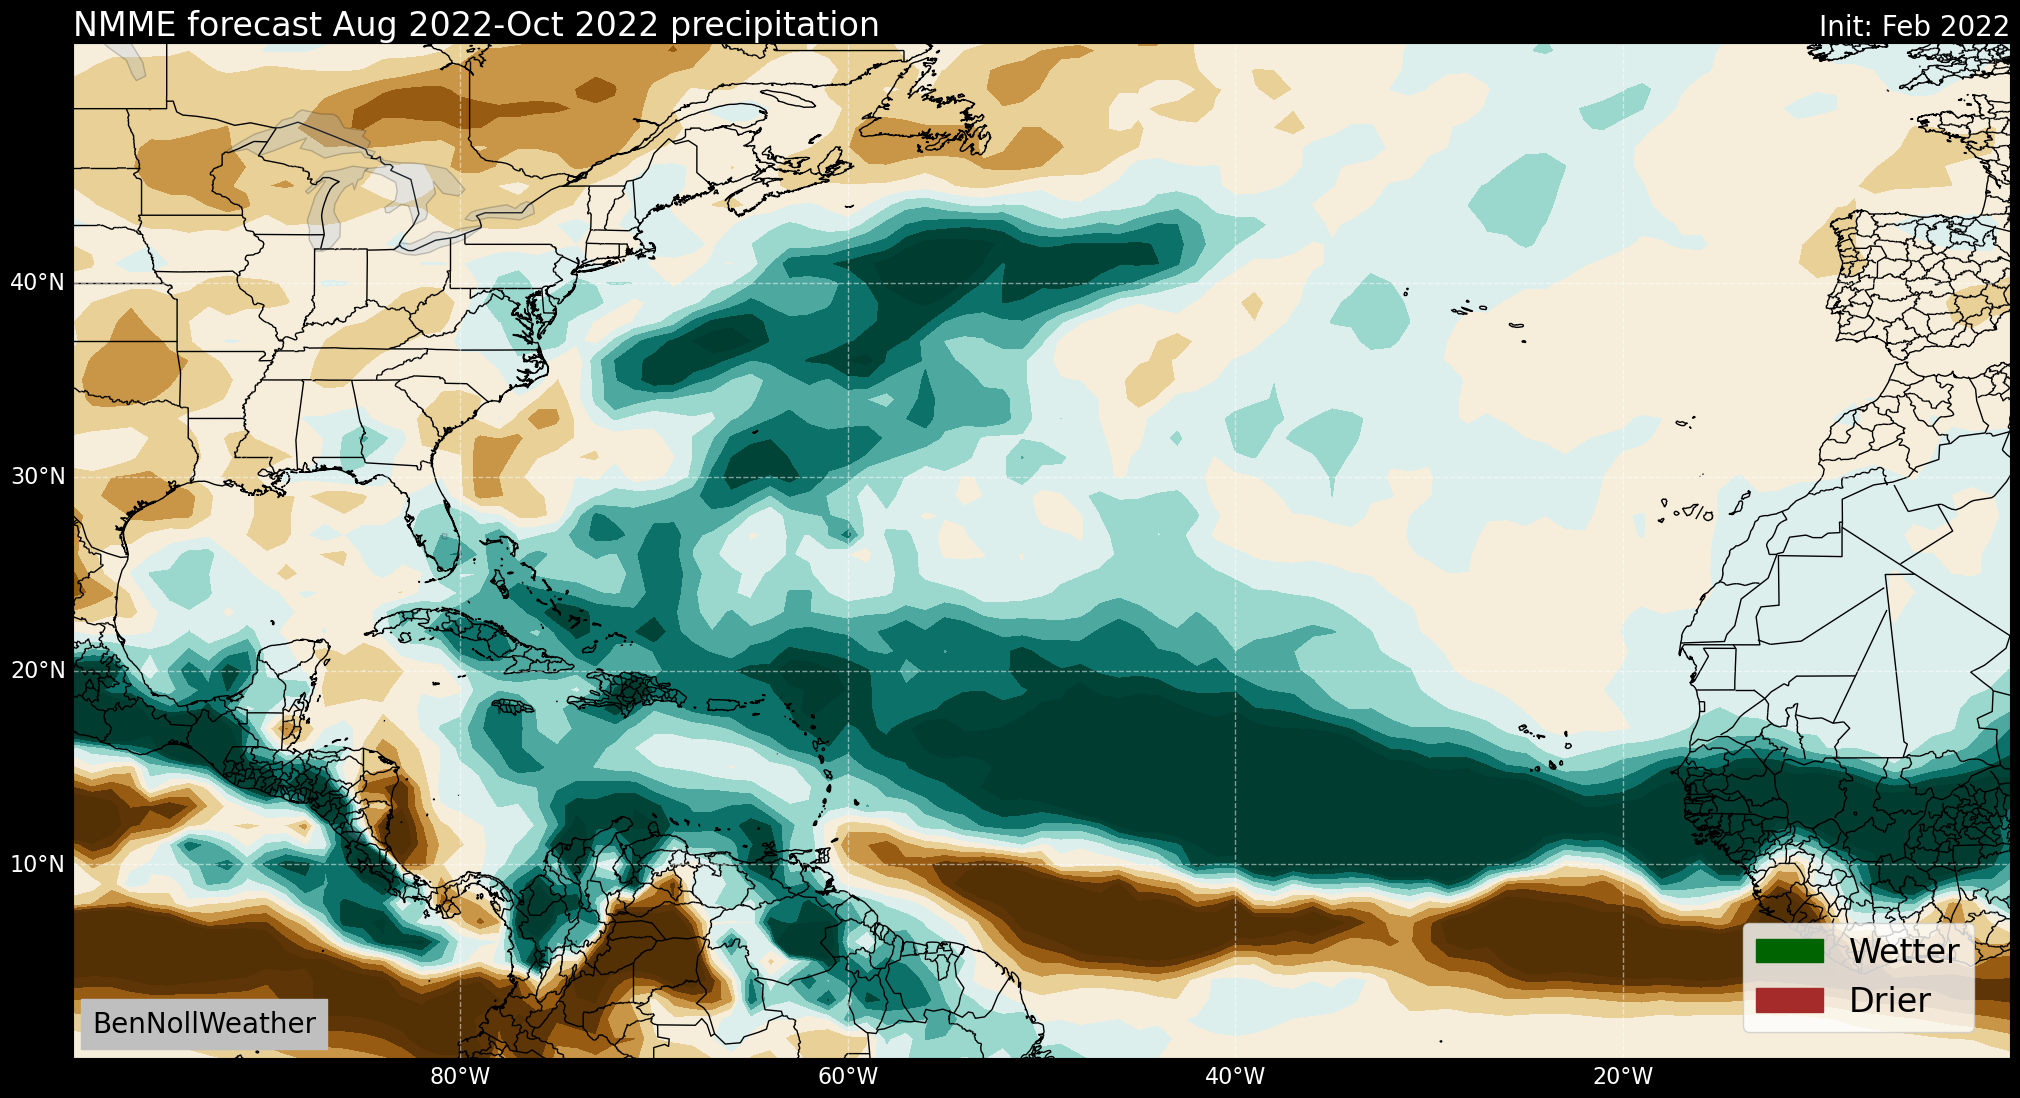 NMME forecast Aug 2022-Oct 2022 precipitation
Init: Feb 2022
40°N
30°N
20°N
10°N
Wetter
Drier
BenNollWeather
80°W
60°W
40°W
20°W